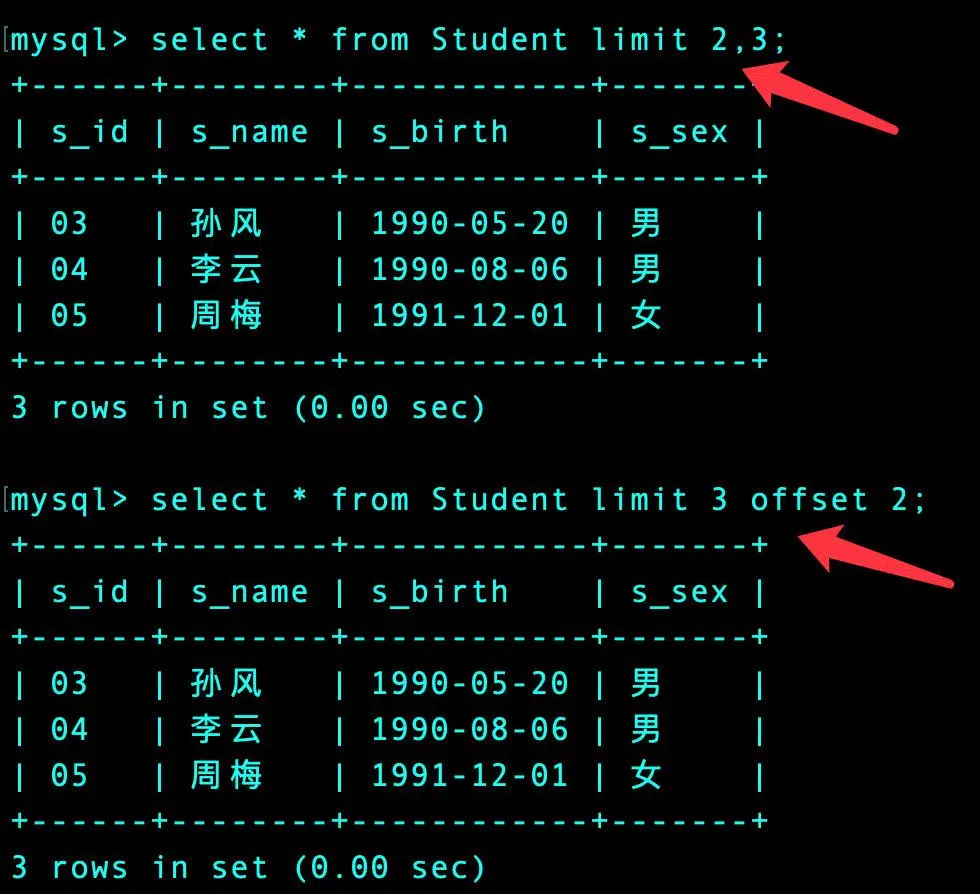 mysql> select * from Student limit 2,3;
+------+--------+------------+-------+
| s_id | s_name | s_birth    | s_sex |
+------+--------+------------+-------+
| 03   | 孙风   | 1990-05-20 | 男    |
| 04   | 李云   | 1990-08-06 | 男    |
| 05   | 周梅   | 1991-12-01 | 女    |
+------+--------+------------+-------+
3 rows in set (0.00 sec)
mysql> select * from Student limit 3 offset 2;
+------+--------+------------+-------+
| s_id | s_name | s_birth    | s_sex |
+------+--------+------------+-------+
| 03   | 孙风   | 1990-05-20 | 男    |
| 04   | 李云   | 1990-08-06 | 男    |
| 05   | 周梅   | 1991-12-01 | 女    |
+------+--------+------------+-------+
3 rows in set (0.00 sec)